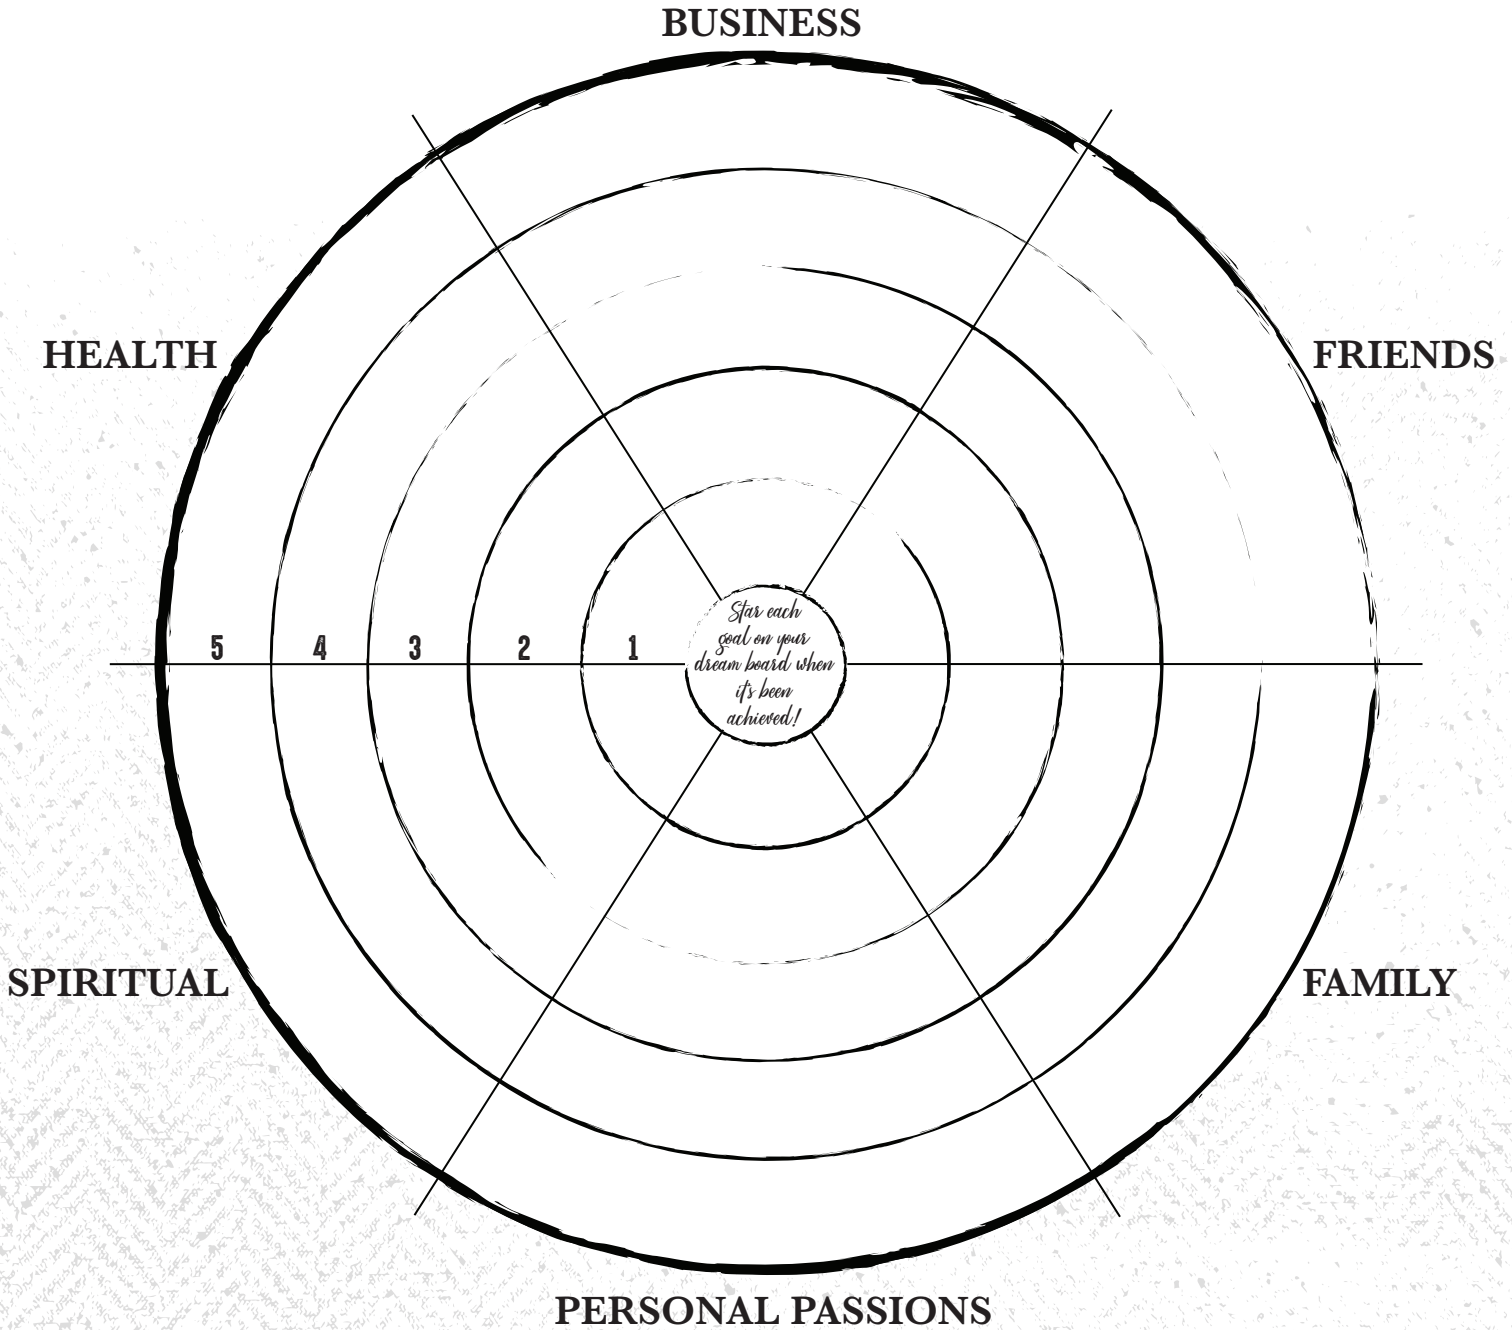 BUSINESS
HEALTH
FRIENDS
5 4 3 2 1
Star each
goal on your
dream board when
it's been
achieved!
SPIRITUAL
FAMILY
PERSONAL PASSIONS